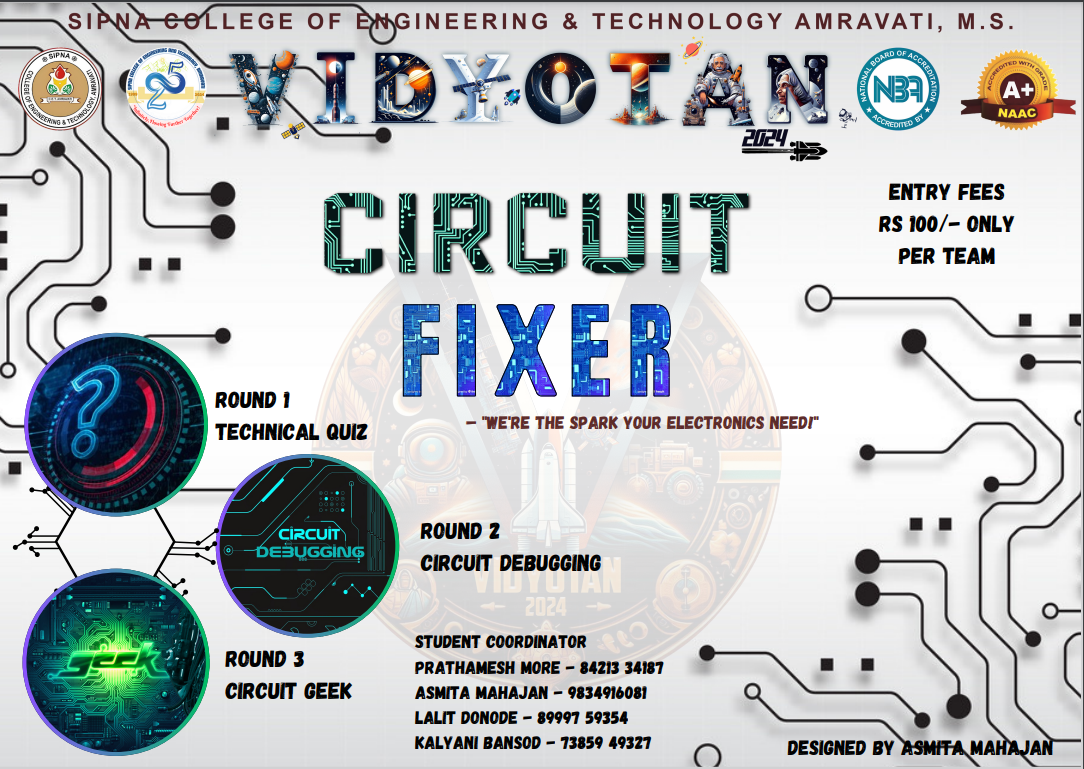 SIPNA COLLEGE OF ENGINEERING & TECHNOLOGY AMRAVATI, M.S.
SIPNA
COLLEGE OF ENGINEERING & TECHNOLOGY, AMRAVATI
25
VIDYOTAN
2024
NATIONAL BOARD OF ACCREDITATION
NBA
ACCREDITED BY
ACCREDITED WITH GRADE
A+
NAAC
ENTRY FEES
RS 100/- ONLY
PER TEAM
CIRCUIT
FIXER
- "WE'RE THE SPARK YOUR ELECTRONICS NEED!"
ROUND 1
TECHNICAL QUIZ
CIRCUIT
DEBUGGING
ROUND 2
CIRCUIT DEBUGGING
VIDYOTAN
2024
geek
ROUND 3
CIRCUIT GEEK
STUDENT COORDINATOR
PRATHAMESH MORE - 84213 34187
ASMITA MAHAJAN - 9834916081
LALIT DONODE - 89997 59354
KALYANI BANSOD - 73859 49327
DESIGNED BY ASMITA MAHAJAN